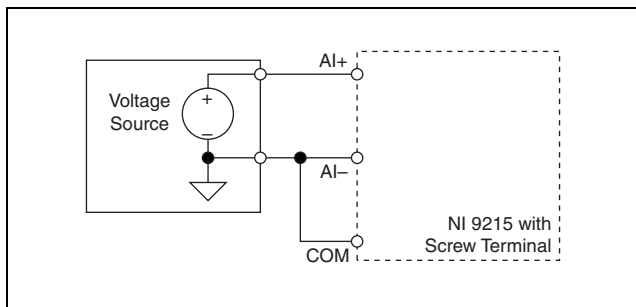 AI+
Voltage
Source
+
–
AI–
NI 9215 with
Screw Terminal
COM